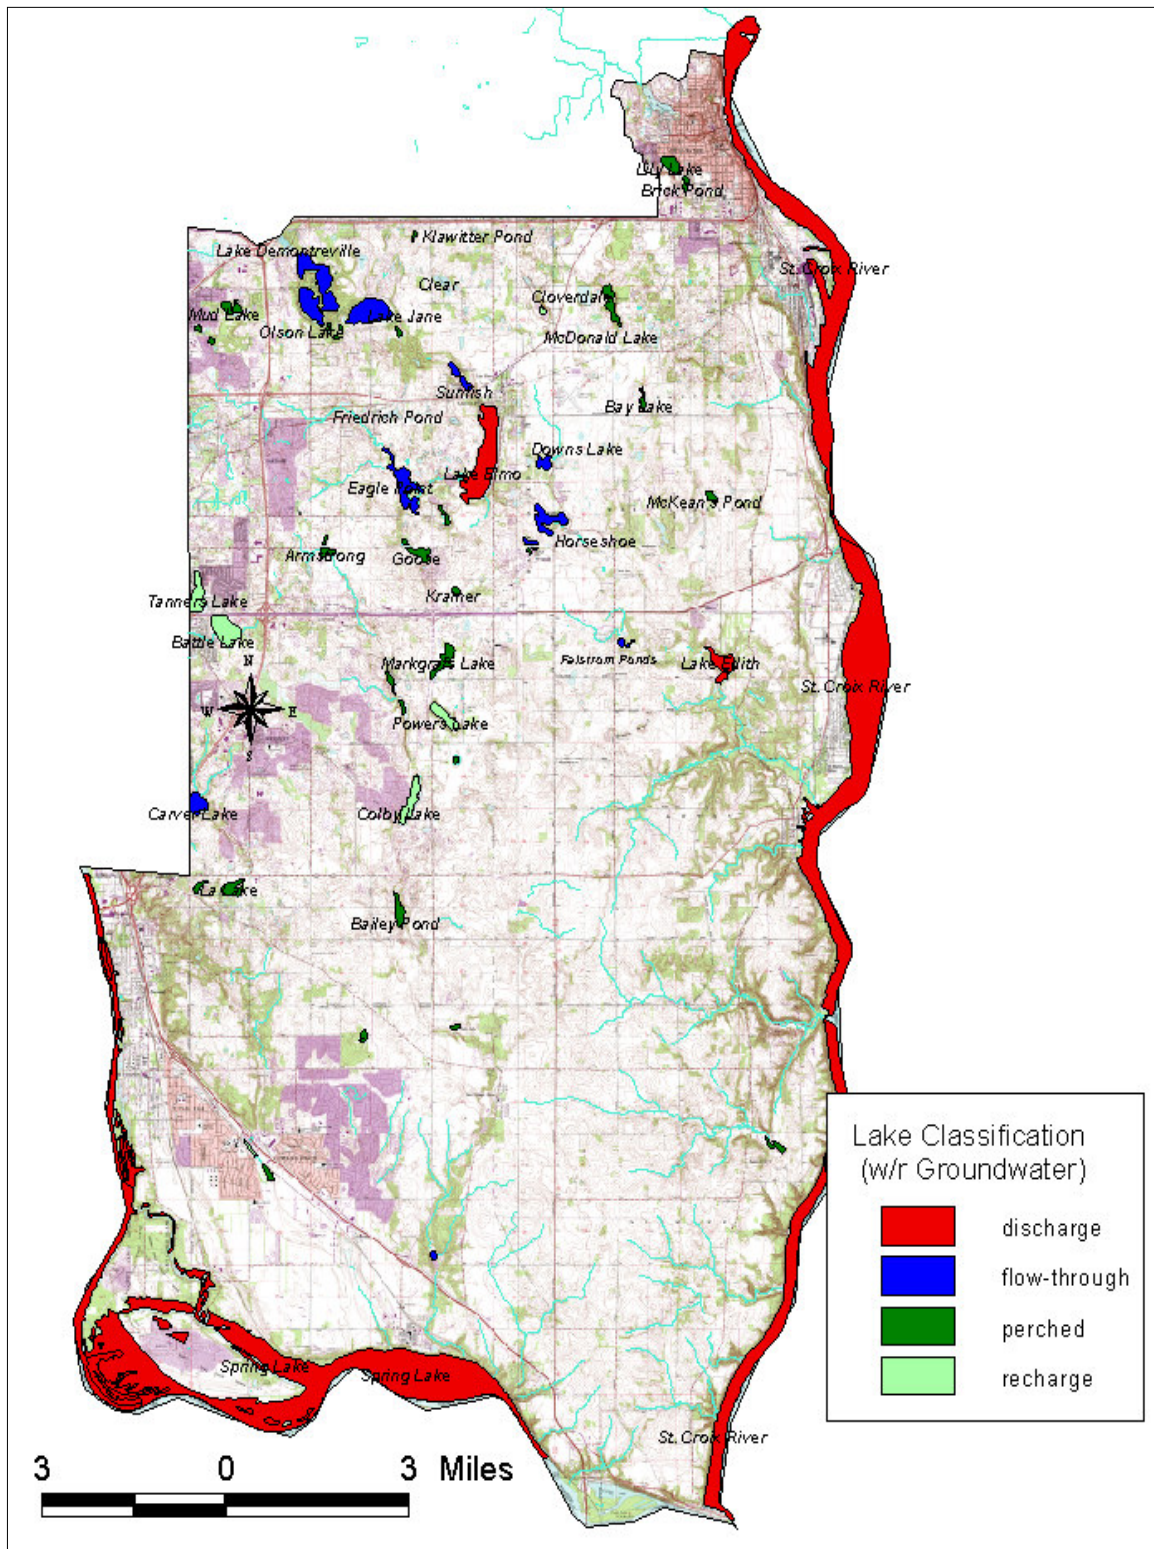 Lily Lake
Brick Pond
Klawitter Pond
Lake Demontreville
St. Croix River
Clear
Cloverdale
Mud Lake
Lake Jane
Olson Lake
McDonald Lake
Sunfish
Bay Lake
Friedrich Pond
Downs Lake
Lake Elmo
Eagle Point
McKean's Pond
Horseshoe
Armstrong
Goose
Kramer
Tanners Lake
Battle Lake
Markgrafs Lake
Falstrom Ponds
Lake Edith
N
W
E
S
St. Croix River
Powers Lake
Carver Lake
Colby Lake
La Lake
Bailey Pond
Lake Classification
(w/r Groundwater)
discharge
flow-through
perched
recharge
Spring Lake
Spring Lake
St. Croix River
3 0 3 Miles